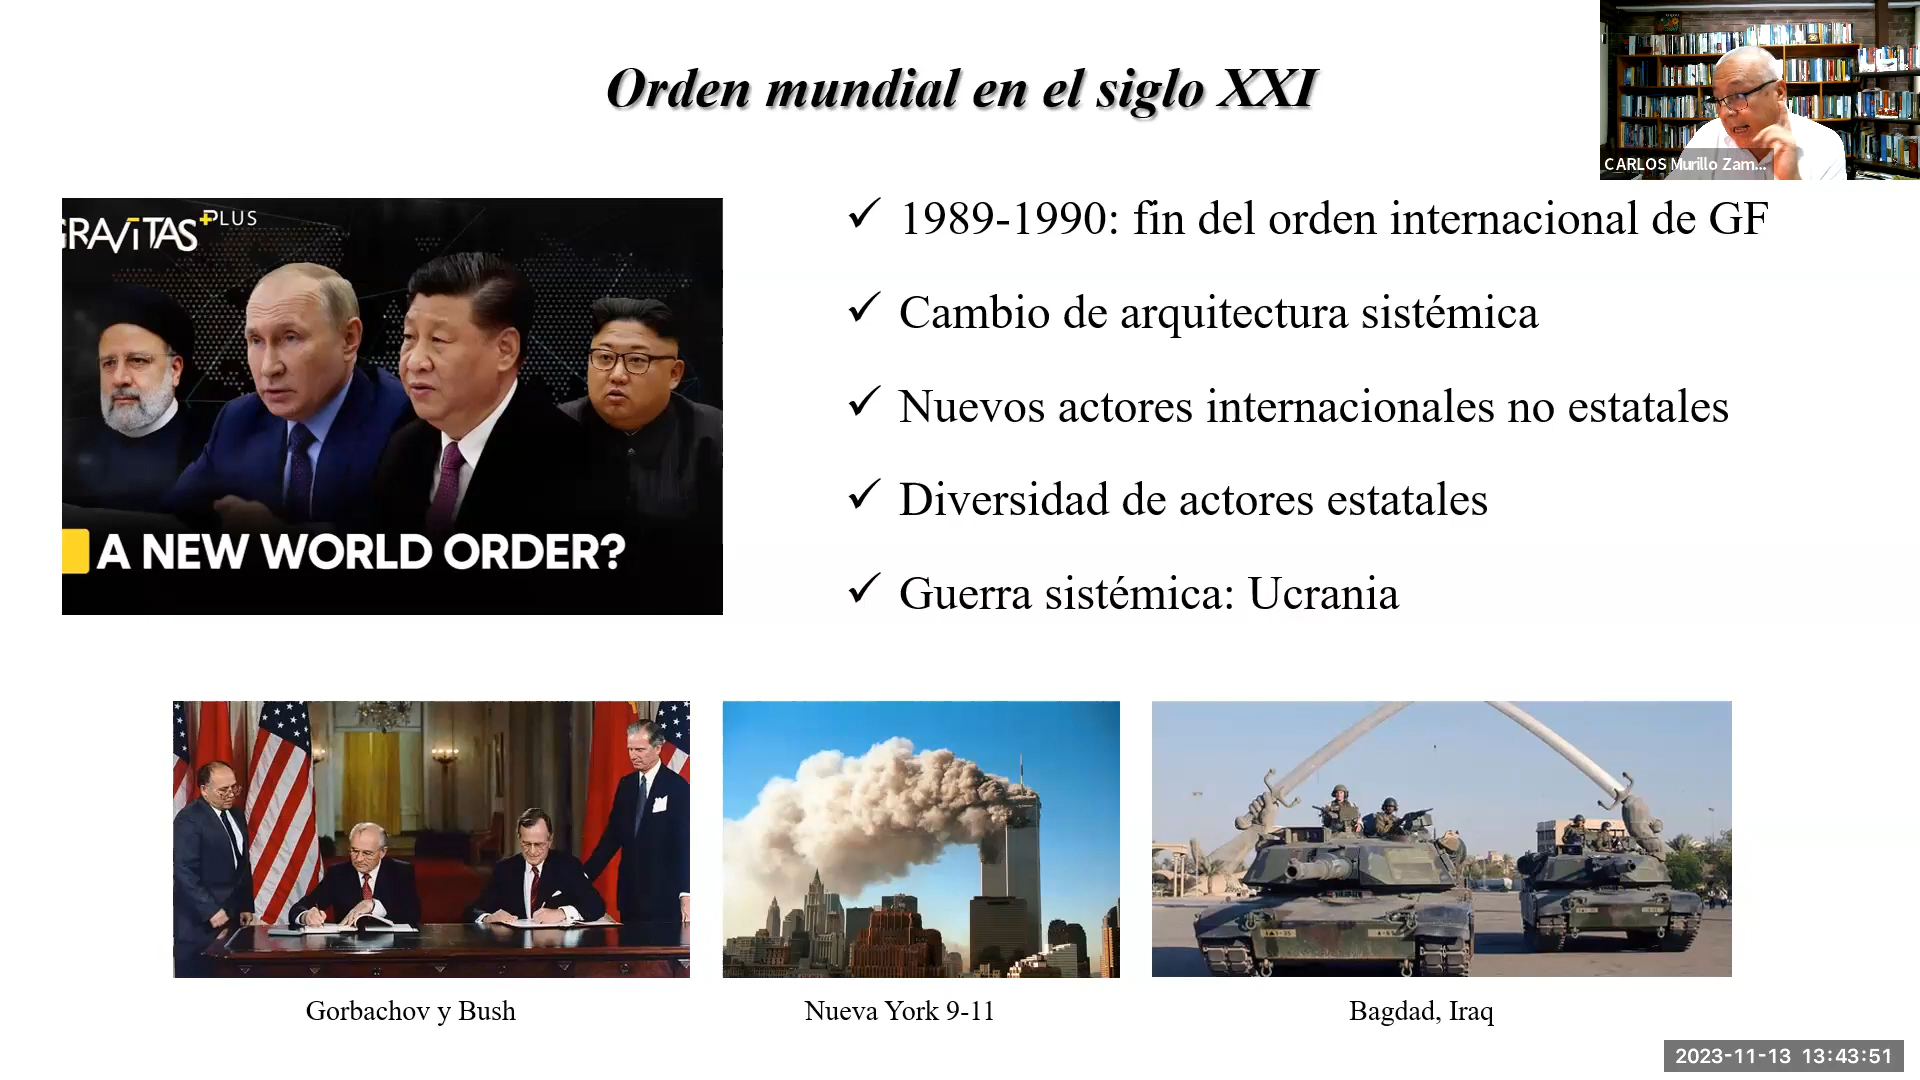 Orden mundial en el siglo XXI
CARLOS Murillo Zam...
GRAVITAS PLUS
A NEW WORLD ORDER?
✓ 1989-1990: fin del orden internacional de GF
✓ Cambio de arquitectura sistémica
✓ Nuevos actores internacionales no estatales
✓ Diversidad de actores estatales
✓ Guerra sistémica: Ucrania
Gorbachov y Bush
Nueva York 9-11
Bagdad, Iraq
2023-11-13 13:43:51